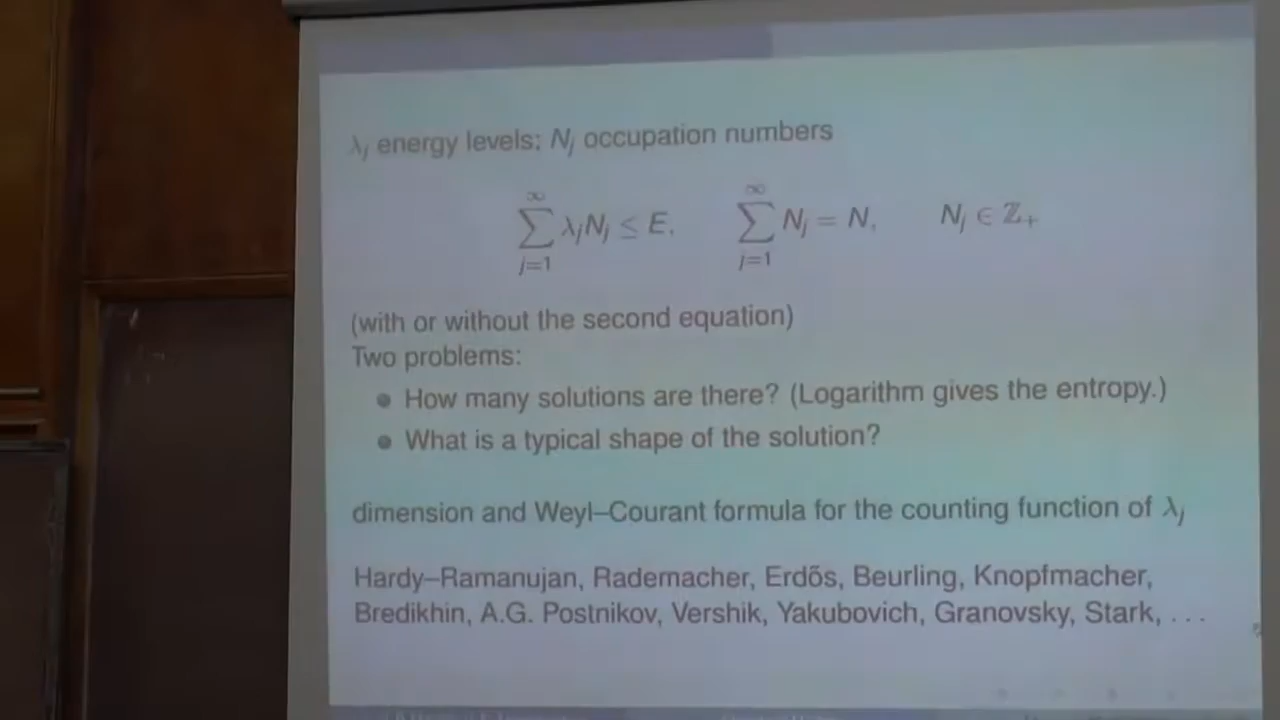 λ_j energy levels; N_j occupation numbers
∑_{j=1}^{∞} λ_j N_j ≤ E, ∑_{j=1}^{∞} N_j = N, N_j ∈ ℤ_+
(with or without the second equation)
Two problems:
• How many solutions are there? (Logarithm gives the entropy.)
• What is a typical shape of the solution?
dimension and Weyl–Courant formula for the counting function of λ_j
Hardy–Ramanujan, Rademacher, Erdős, Beurling, Knopfmacher,
Bredikhin, A.G. Postnikov, Vershik, Yakubovich, Granovsky, Stark, . . .